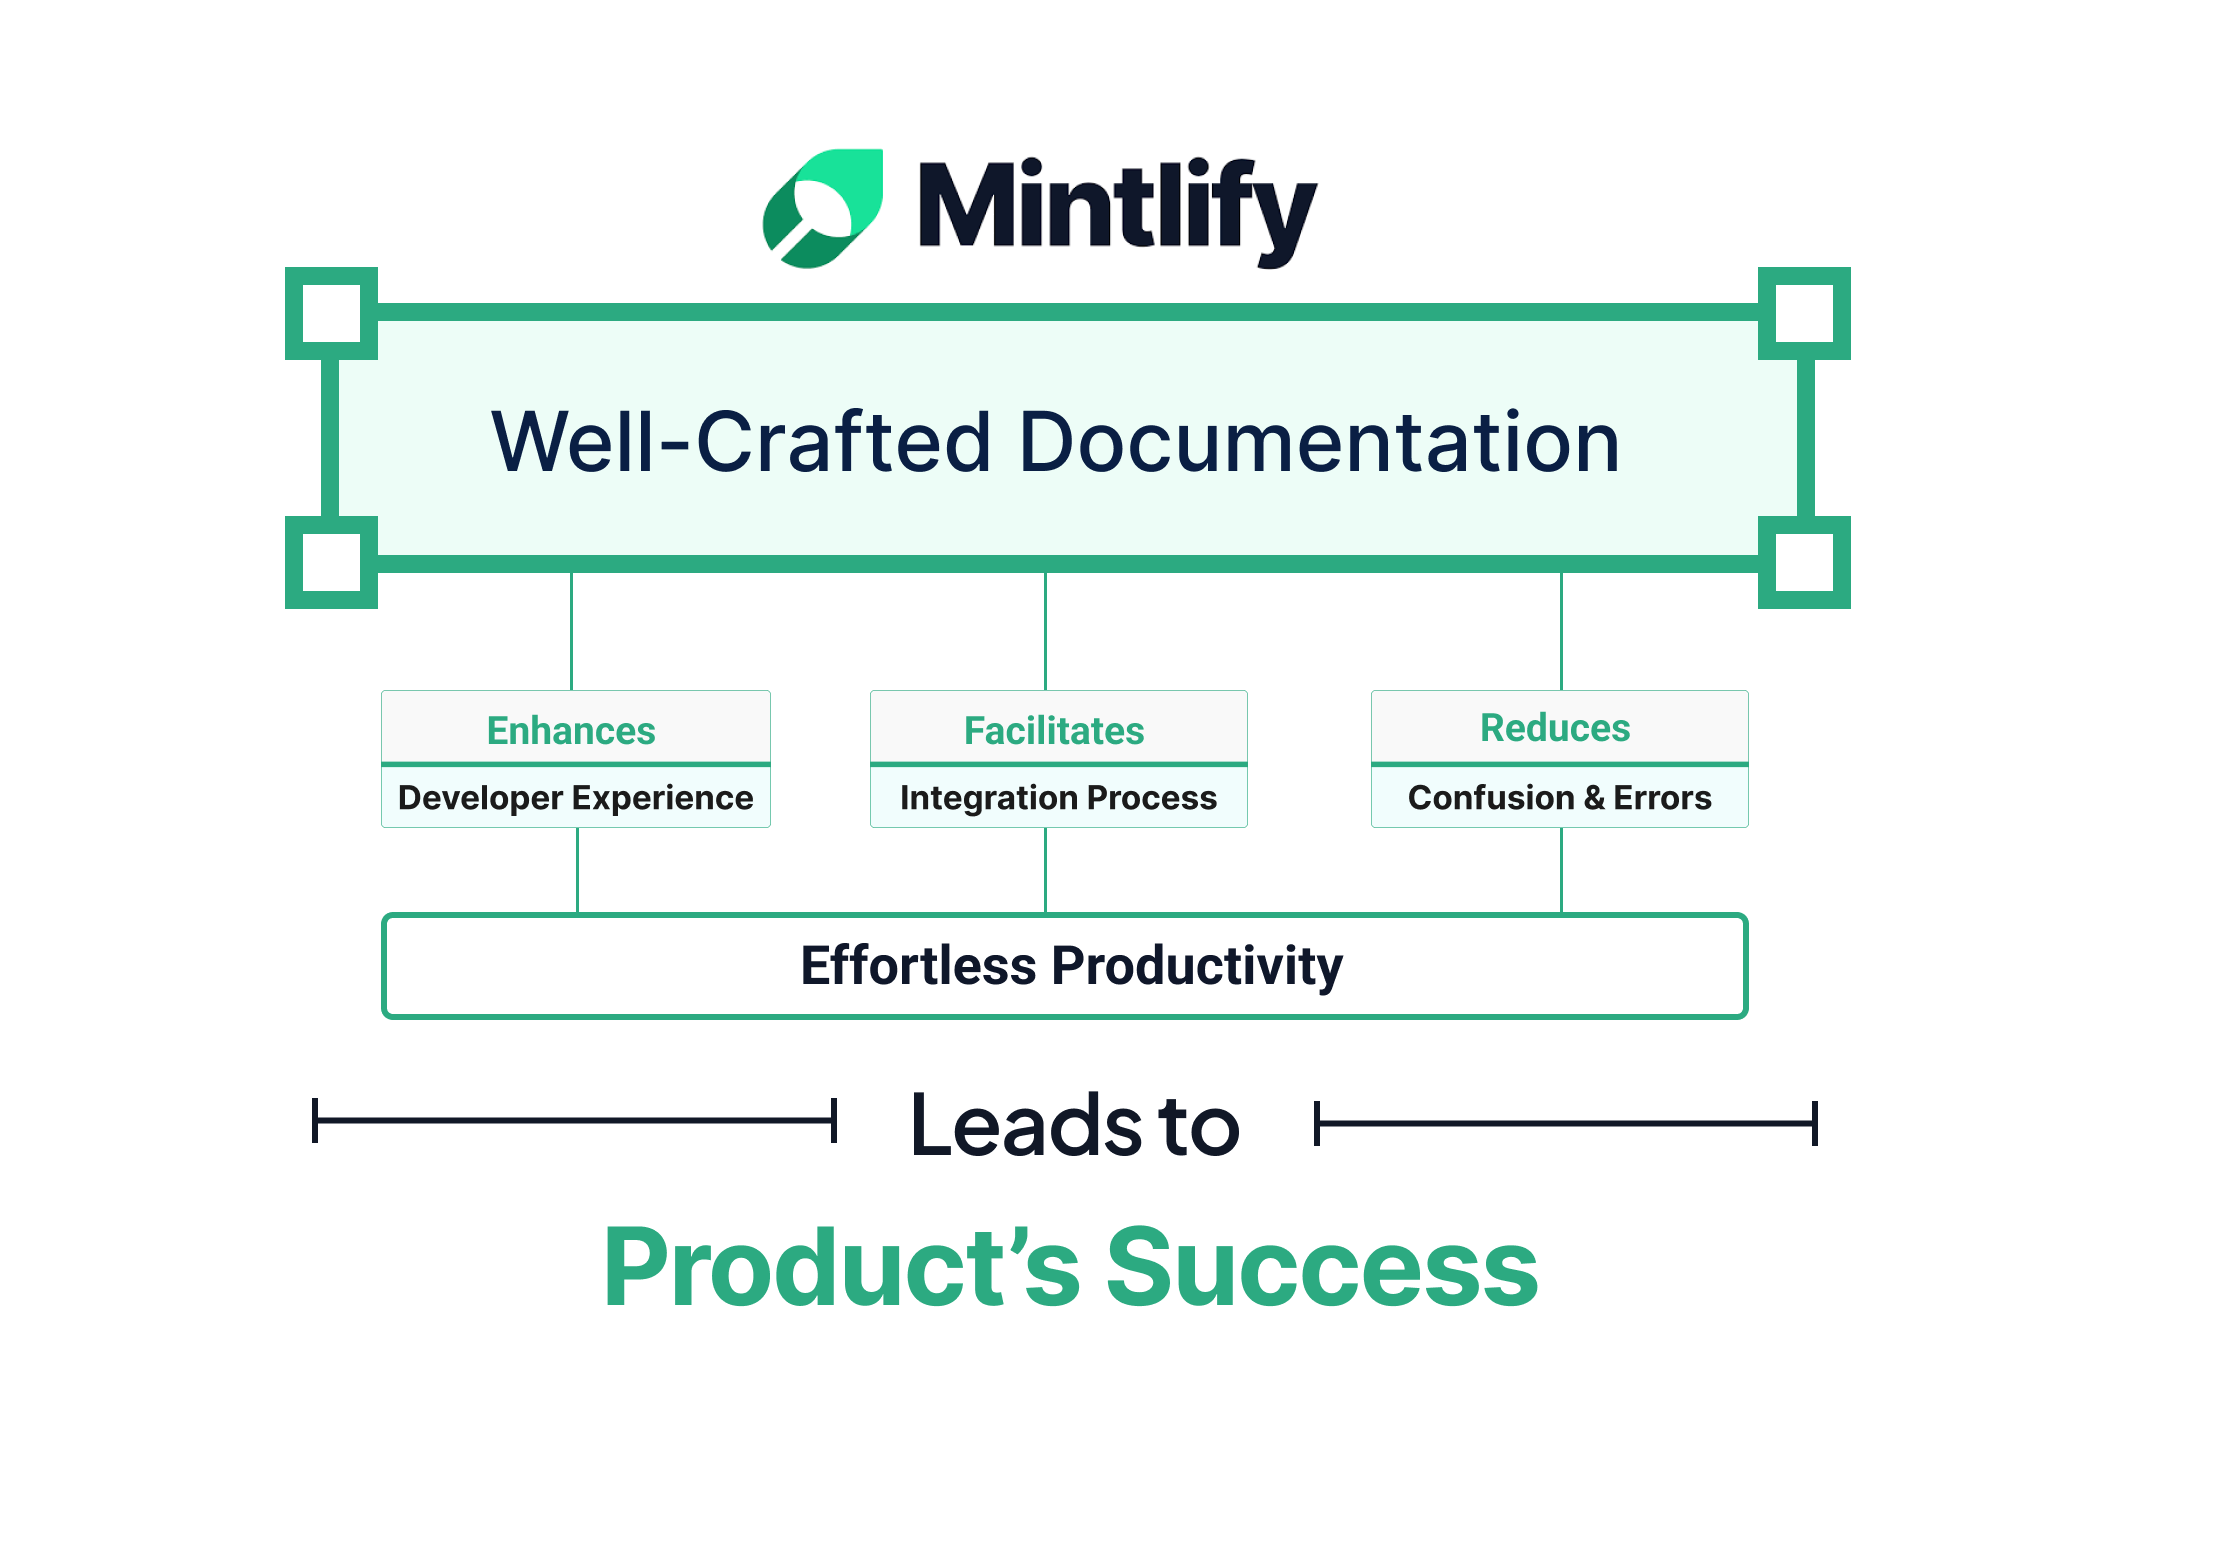 Mintlify
Well-Crafted Documentation
Enhances
Developer Experience
Facilitates
Integration Process
Reduces
Confusion & Errors
Effortless Productivity
Leads to
Product’s Success